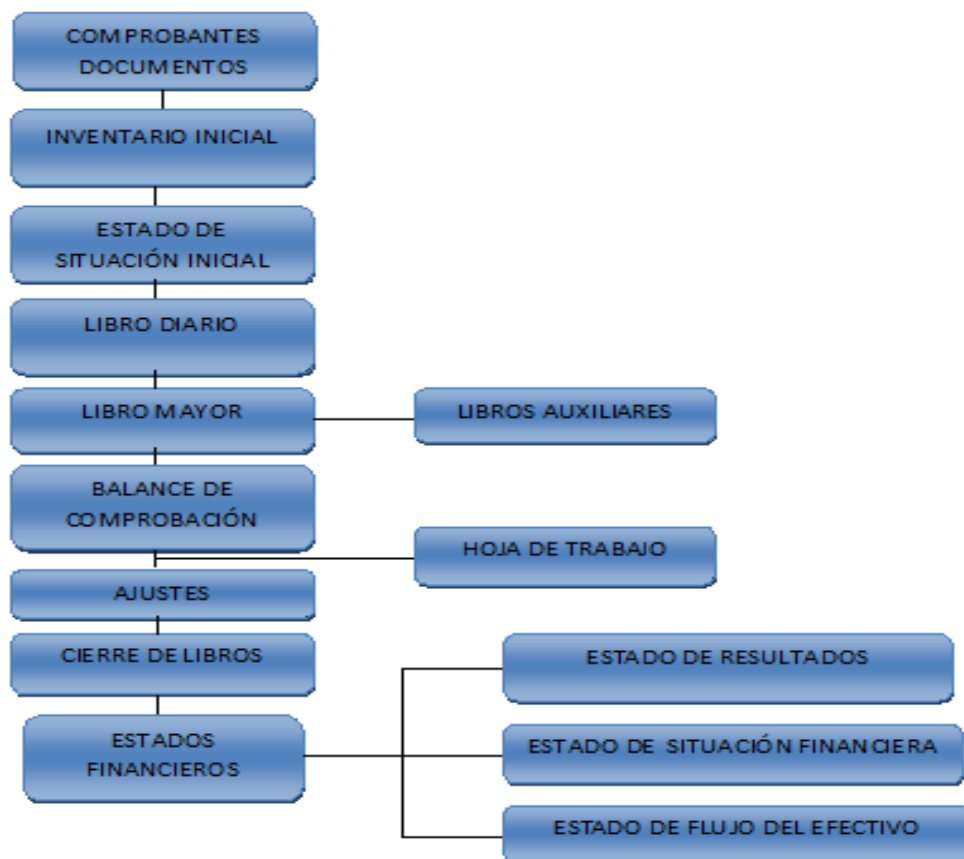 COMPROBANTES
DOCUMENTOS
INVENTARIO INICIAL
ESTADO DE
SITUACIÓN INICIAL
LIBRO DIARIO
LIBRO MAYOR
LIBROS AUXILIARES
BALANCE DE
COMPROBACIÓN
HOJA DE TRABAJO
AJUSTES
CIERRE DE LIBROS
ESTADO DE RESULTADOS
ESTADOS
FINANCIEROS
ESTADO DE SITUACIÓN FINANCIERA
ESTADO DE FLUJO DEL EFECTIVO